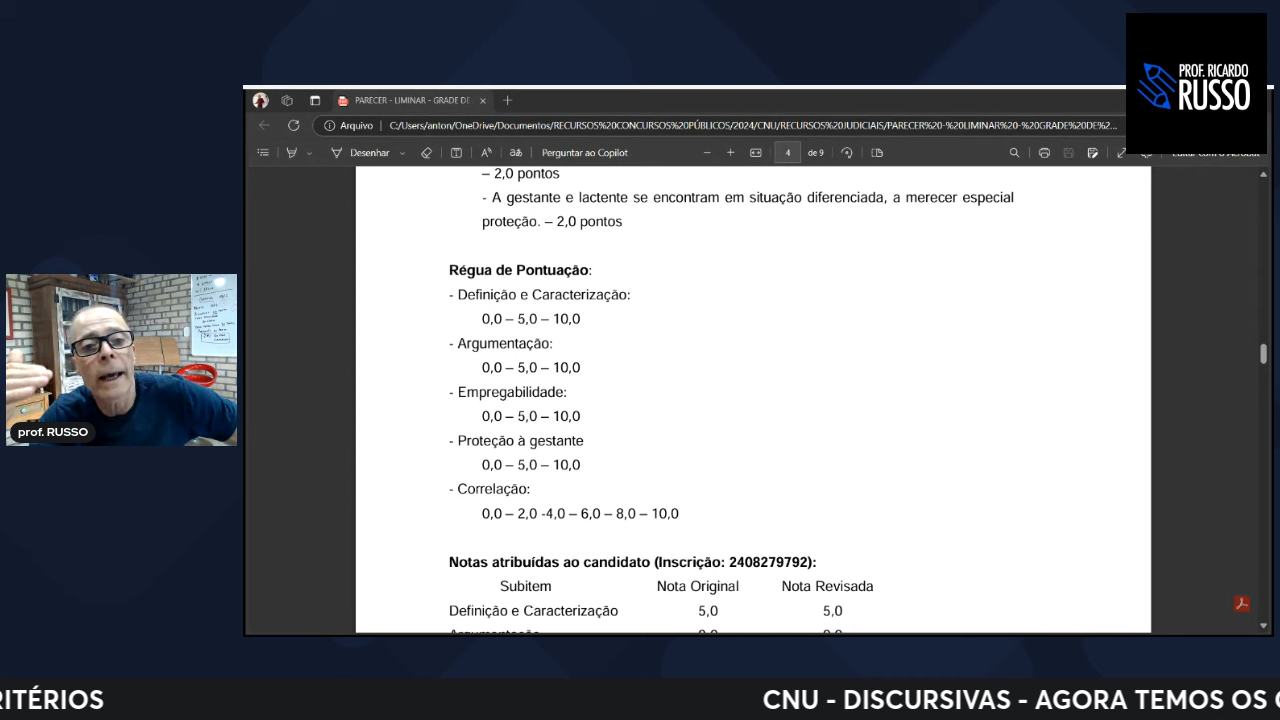 PROF. RICARDO
RUSSO
PARECER - LIMINAR - GRADE DE
Arquivo
C:/Users/anton/OneDrive/Documentos/RECURSOS%20CONCURSOS%20PÚBLICOS/2024/CNU/RECURSOS%20JUDICIAIS/PARECER%20-%20LIMINAR%20-%20GRADE%20DE%2...
Desenhar
Perguntar ao Copilot
4 de 9
– 2,0 pontos
- A gestante e lactente se encontram em situação diferenciada, a merecer especial
proteção. – 2,0 pontos
Régua de Pontuação:
- Definição e Caracterização:
0,0 – 5,0 – 10,0
- Argumentação:
0,0 – 5,0 – 10,0
- Empregabilidade:
0,0 – 5,0 – 10,0
- Proteção à gestante
0,0 – 5,0 – 10,0
- Correlação:
0,0 – 2,0 -4,0 – 6,0 – 8,0 – 10,0
Notas atribuídas ao candidato (Inscrição: 2408279792):
Subitem Nota Original Nota Revisada
Definição e Caracterização 5,0 5,0
prof. RUSSO
RITÉRIOS
CNU - DISCURSIVAS - AGORA TEMOS OS